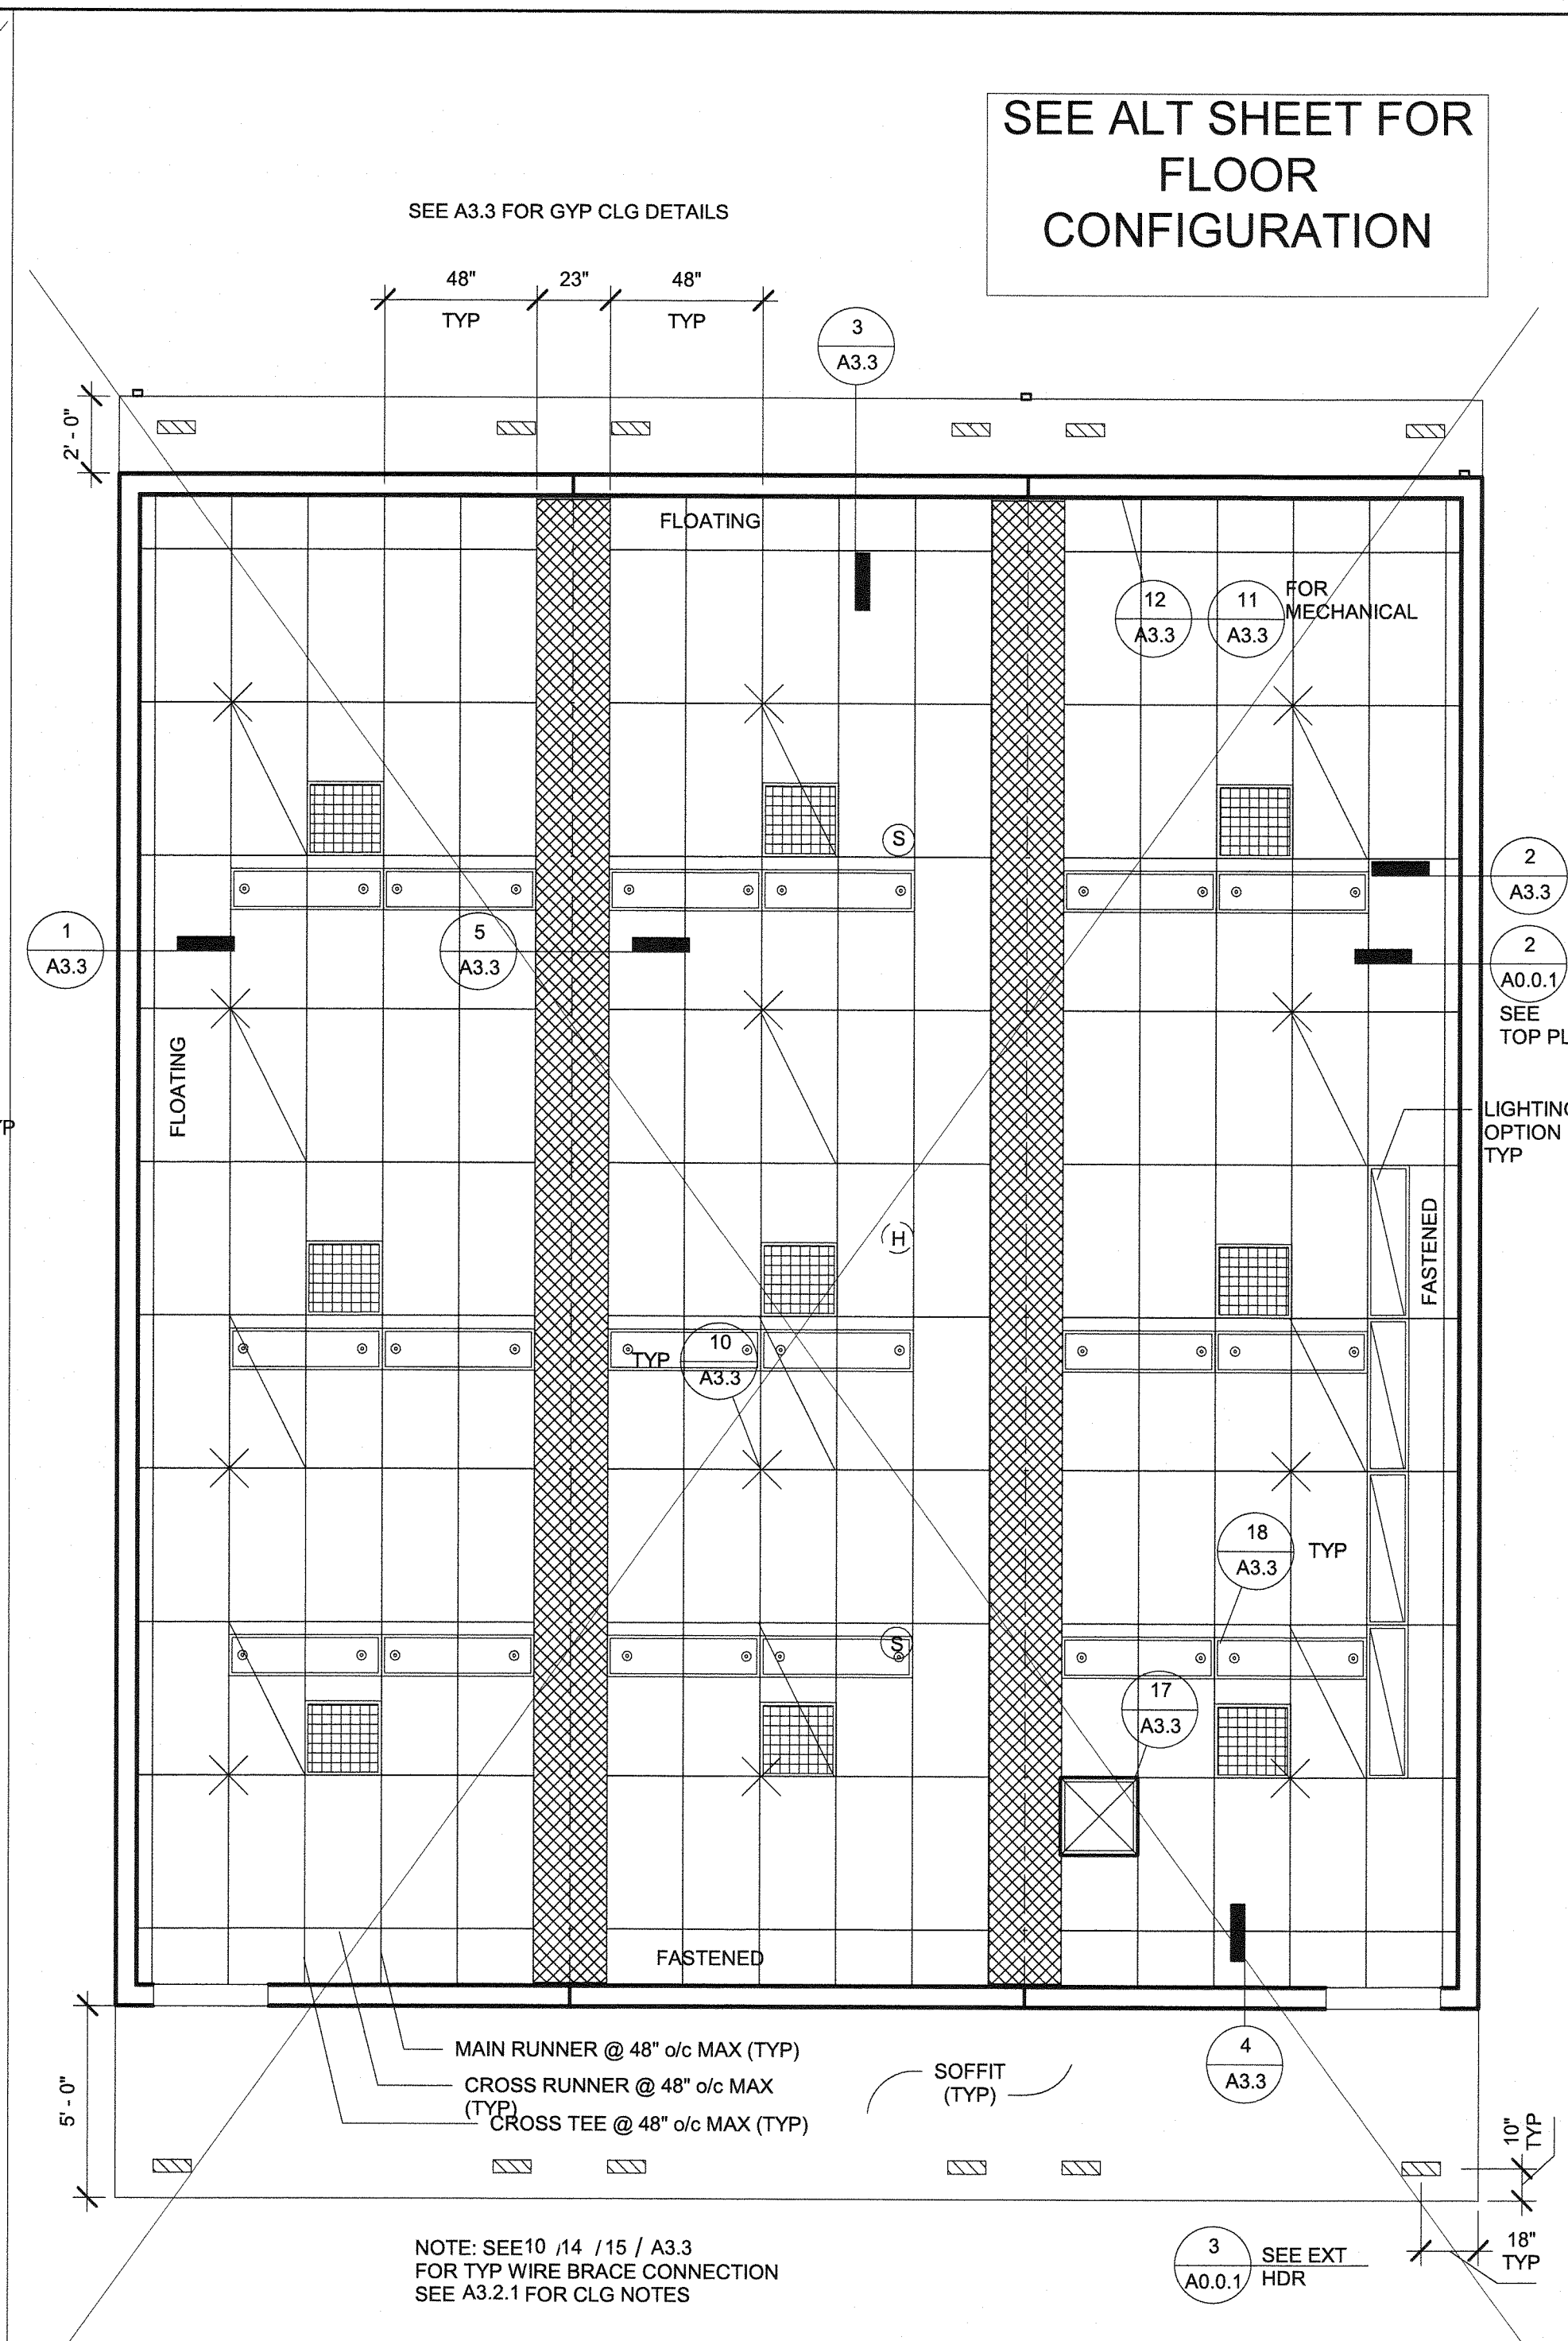 SEE ALT SHEET FOR
FLOOR
CONFIGURATION
SEE A3.3 FOR GYP CLG DETAILS
48"
23"
48"
TYP
TYP
3
A3.3
2' - 0"
FLOATING
12
A3.3
11
A3.3
FOR
MECHANICAL
S
2
A3.3
1
A3.3
5
A3.3
2
A0.0.1
SEE
TOP PL
FLOATING
LIGHTING
OPTION
TYP
FASTENED
H
TYP
10
A3.3
18
A3.3
TYP
S
17
A3.3
FASTENED
MAIN RUNNER @ 48" o/c MAX (TYP)
CROSS RUNNER @ 48" o/c MAX
(TYP)
CROSS TEE @ 48" o/c MAX (TYP)
SOFFIT
(TYP)
4
A3.3
5' - 0"
10"
TYP
18"
TYP
NOTE: SEE10 /14 /15 / A3.3
FOR TYP WIRE BRACE CONNECTION
SEE A3.2.1 FOR CLG NOTES
3
A0.0.1
SEE EXT
HDR